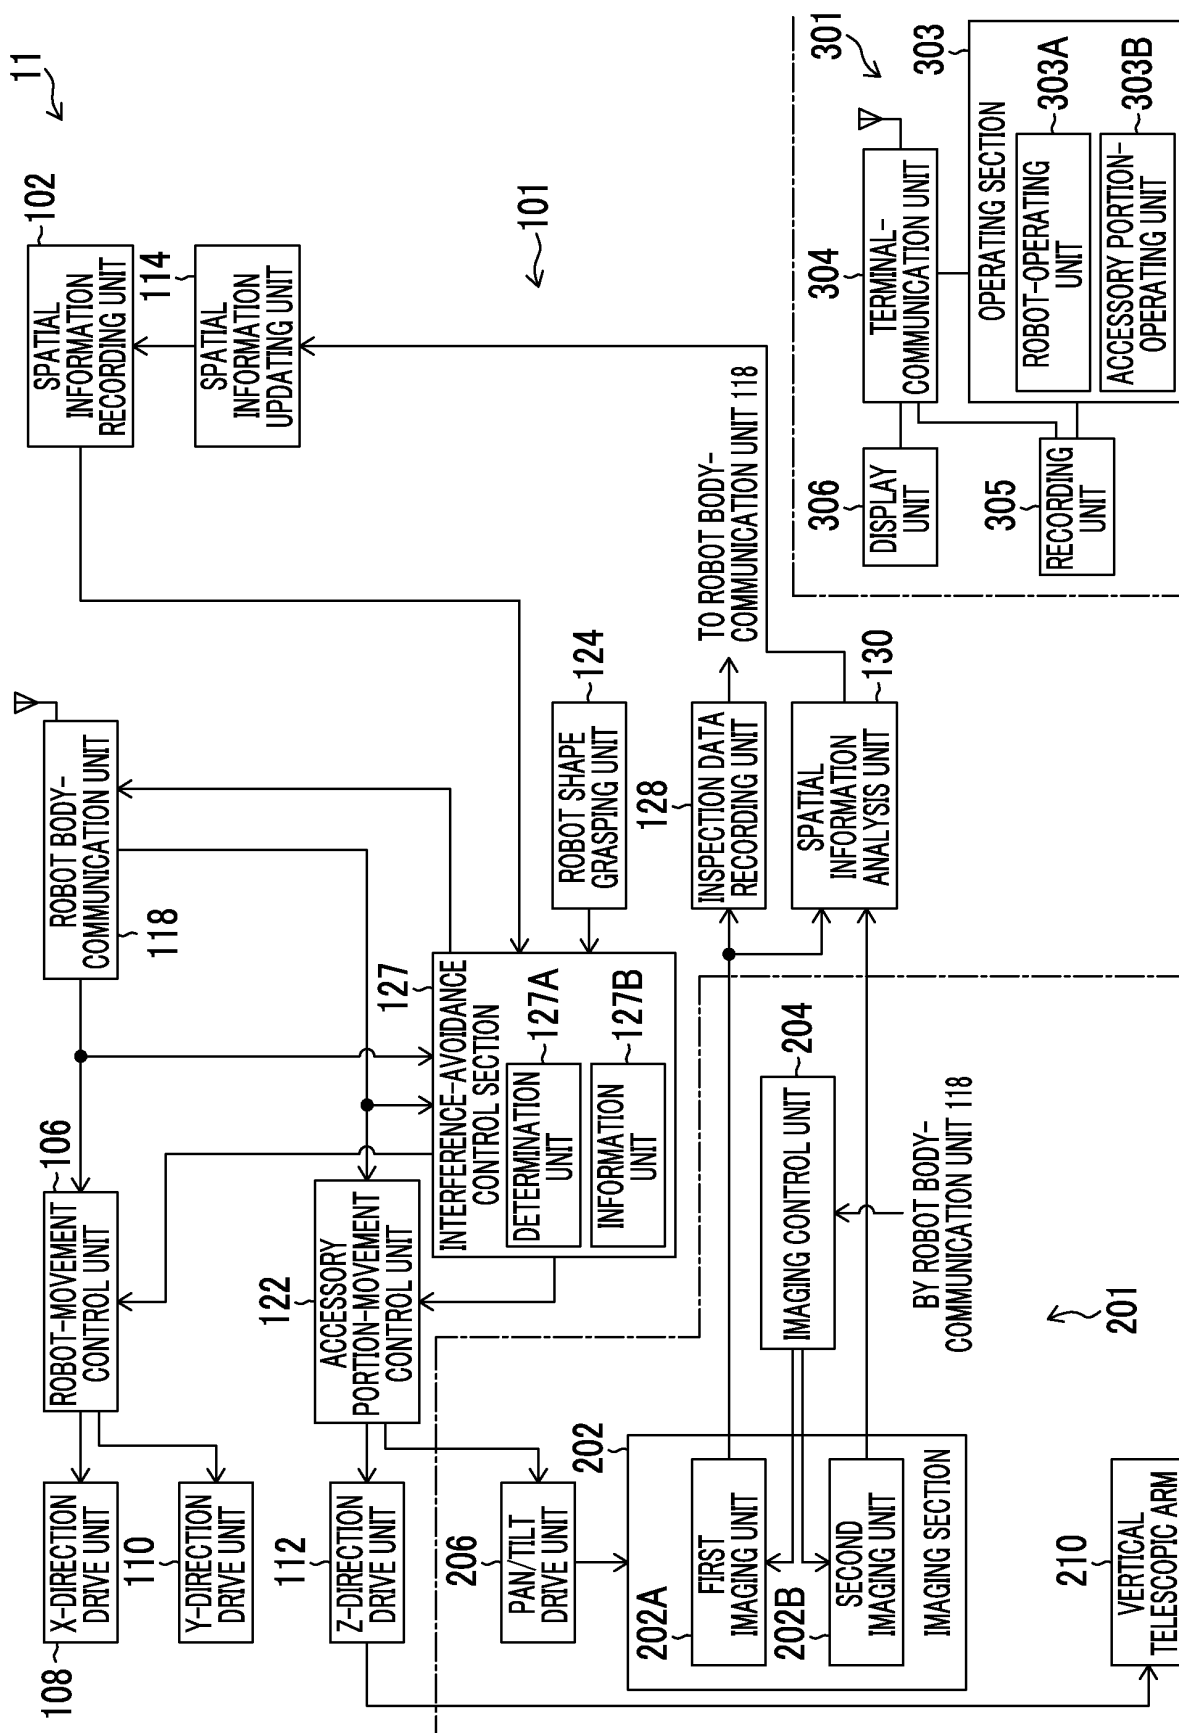 11
SPATIAL
INFORMATION
RECORDING UNIT
102
SPATIAL
INFORMATION
UPDATING UNIT
114
101
ROBOT BODY-
COMMUNICATION UNIT
118
ROBOT-MOVEMENT
CONTROL UNIT
106
X-DIRECTION
DRIVE UNIT
108
Y-DIRECTION
DRIVE UNIT
110
Z-DIRECTION
DRIVE UNIT
112
ACCESSORY
PORTION-MOVEMENT
CONTROL UNIT
122
INTERFERENCE-AVOIDANCE
CONTROL SECTION
127
DETERMINATION
UNIT
127A
INFORMATION
UNIT
127B
ROBOT SHAPE
GRASPING UNIT
124
INSPECTION DATA
RECORDING UNIT
128
TO ROBOT BODY-
COMMUNICATION UNIT 118
SPATIAL
INFORMATION
ANALYSIS UNIT
130
PAN/TILT
DRIVE UNIT
206
202
FIRST
IMAGING UNIT
202A
SECOND
IMAGING UNIT
202B
IMAGING SECTION
IMAGING CONTROL UNIT
204
BY ROBOT BODY-
COMMUNICATION UNIT 118
201
VERTICAL
TELESCOPIC ARM
210
301
TERMINAL-
COMMUNICATION UNIT
304
OPERATING SECTION
303
ROBOT-OPERATING
UNIT
303A
ACCESSORY PORTION-
OPERATING UNIT
303B
DISPLAY
UNIT
306
RECORDING
UNIT
305